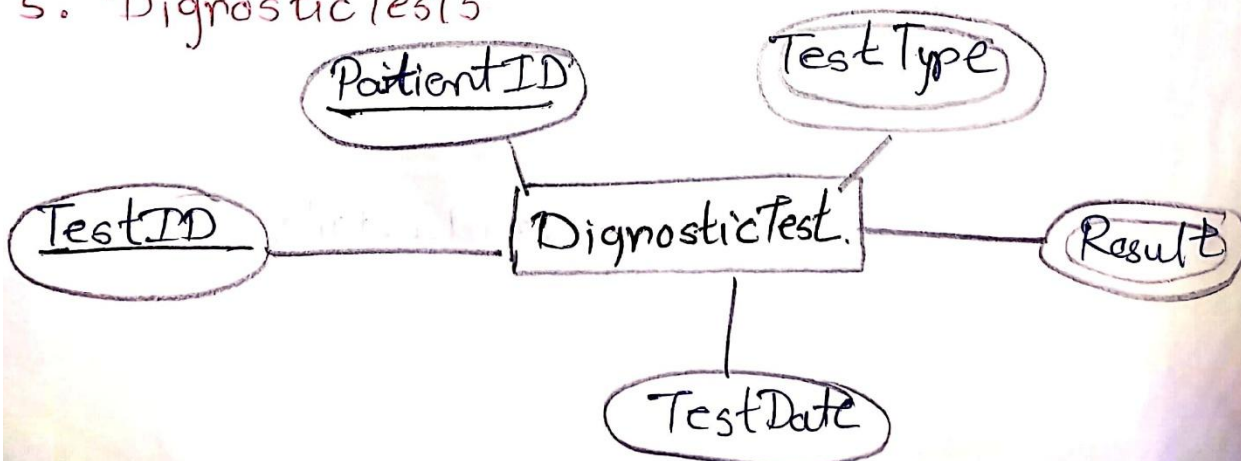 5. DignosticTests
PaitientID
TestType
TestID
DignosticTest.
Result
TestDate